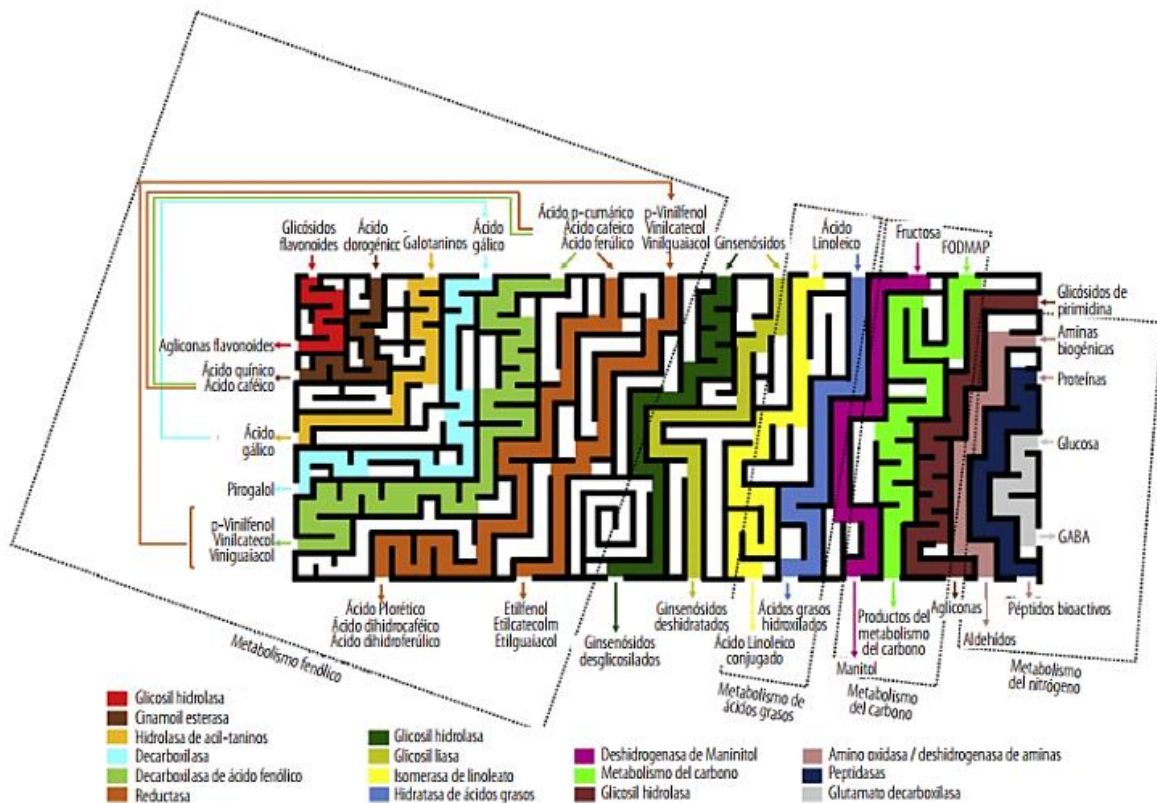 Glicósidos
flavonoides
Ácido
clorogénicc
Galotaninos
Ácido
gálico
Ácido p-cumárico
Ácido cafeico
Ácido ferúlico
p-Vinilfenol
Vinilcatecol
Vinilguaiacol
Ginsenósidos
Ácido
Linoleico
Fructosa
FODMAP
Glicósidos de
pirimidina
Aminas
biogénicas
Proteínas
Glucosa
GABA
Agliconas flavonoides
Ácido químico
Ácido caféico
Ácido
gálico
Pirogalol
p-Vinilfenol
Vinilcatecol
Viniguaiacol
Ácido Plorético
Ácido dihidrocaféico
Ácido dihidroferúlico
Etilfenol
Etilcatecolm
Etilguaiacol
Ginsenósidos
desglicosilados
Ginsenósidos
deshidratados
Ácido Linoleico
conjugado
Ácidos grasos
hidroxilados
Manitol
Productos del
metabolismo
del carbono
Agliconas
Aldehídos
Péptidos bioactivos
Metabolismo fenólico
Metabolismo de
ácidos grasos
Metabolismo
del carbono
Metabolismo
del nitrógeno
Glicosil hidrolasa
Cinamoil esterasa
Hidrolasa de acil-taninos
Decarboxilasa
Decarboxilasa de ácido fenólico
Reductasa
Glicosil hidrolasa
Glicosil liasa
Isomerasa de linoleato
Hidratasa de ácidos grasos
Deshidrogenasa de Maninitol
Metabolismo del carbono
Glicosil hidrolasa
Amino oxidasa / deshidrogenasa de aminas
Peptidasas
Glutamato decarboxilasa